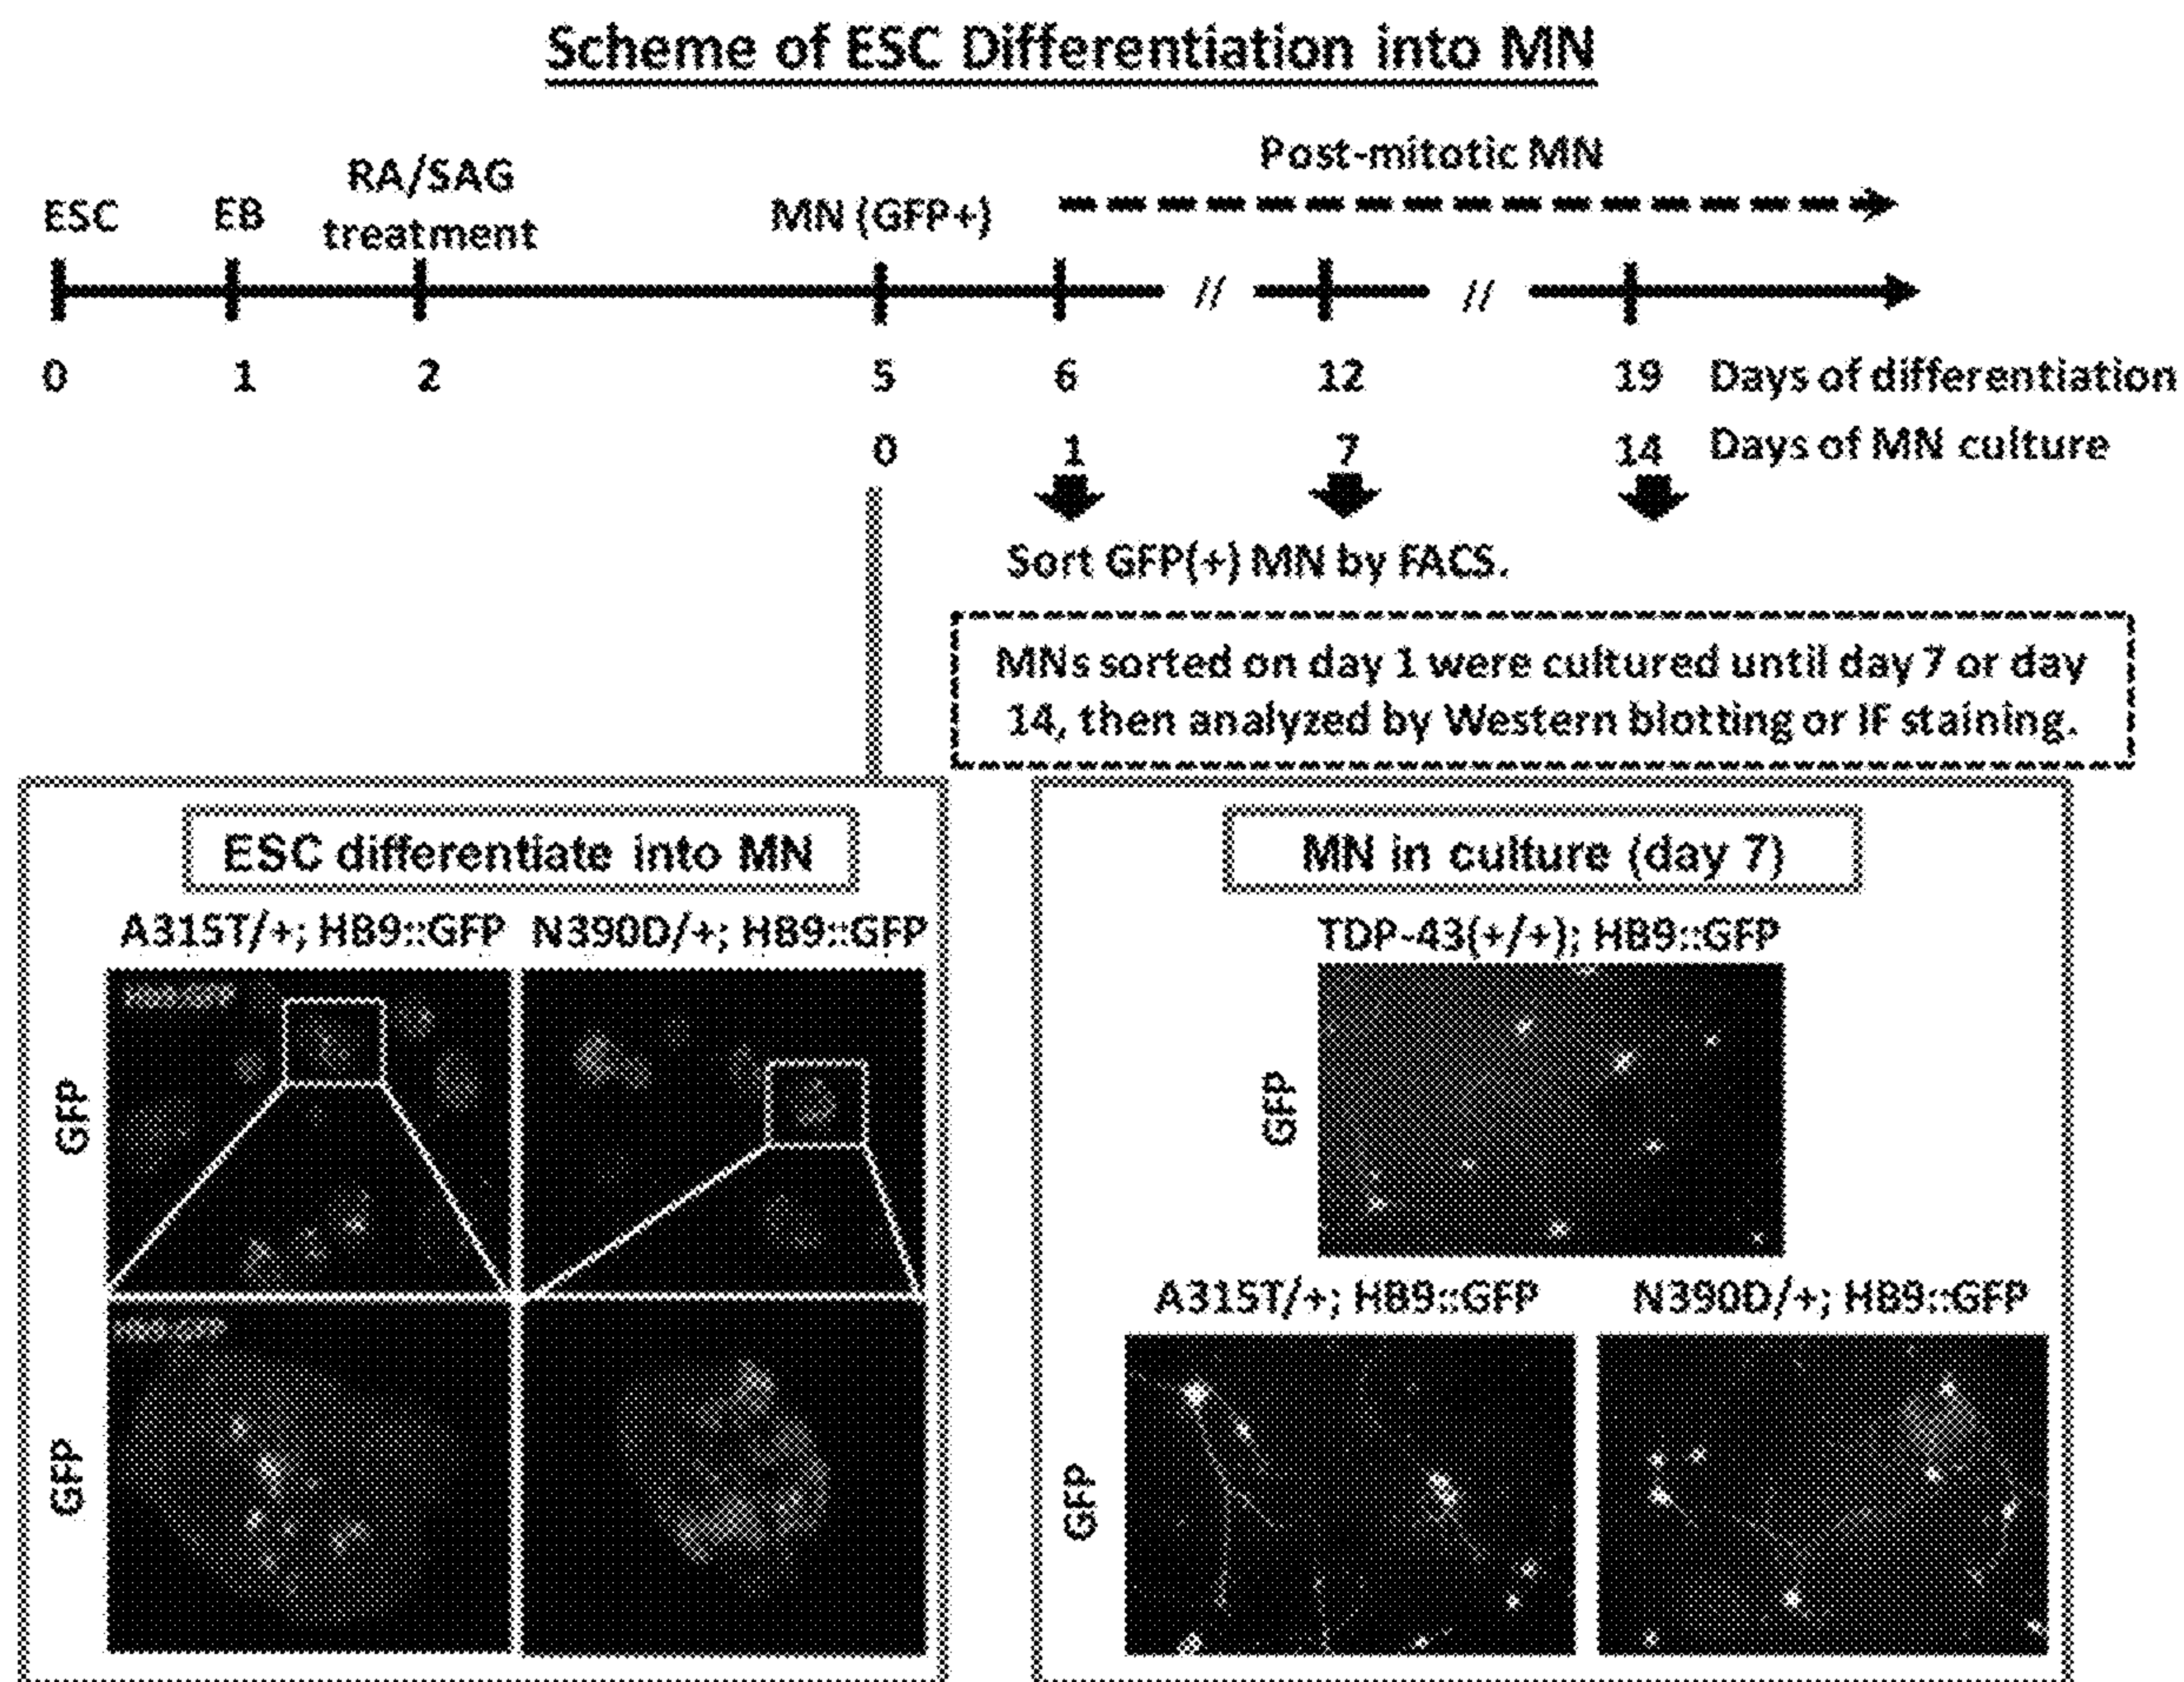 Scheme of ESC Differentiation into MN
Post-mitotic MN
RA/SAG
treatment
ESC
EB
MN (GFP+)
//
//
0 1 2 5 6 12 19 Days of differentiation
0 1 7 14 Days of MN culture
Sort GFP(+) MN by FACS.
MNs sorted on day 1 were cultured until day 7 or day
14, then analyzed by Western blotting or IF staining.
ESC differentiate into MN
A315T/+; HB9::GFP N390D/+; HB9::GFP
GFP
GFP
MN in culture (day 7)
TDP-43(+/+); HB9::GFP
GFP
A315T/+; HB9::GFP N390D/+; HB9::GFP
GFP